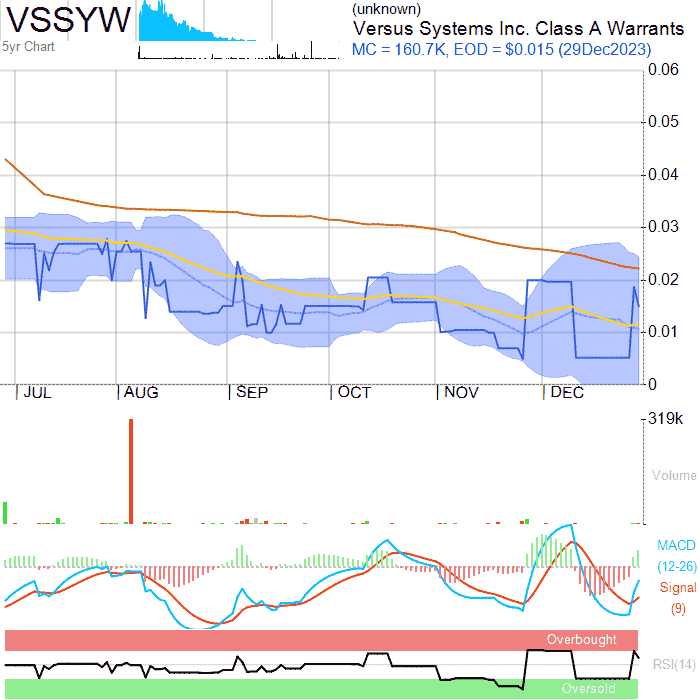 VSSYW
5yr Chart
(unknown)
Versus Systems Inc. Class A Warrants
MC = 160.7K, EOD = $0.015 (29Dec2023)
0.06
0.05
0.04
0.03
0.02
0.01
0
JUL AUG SEP OCT NOV DEC
319k
Volume
MACD
(12-26)
Signal
(9)
Overbought
RSI(14)
Oversold